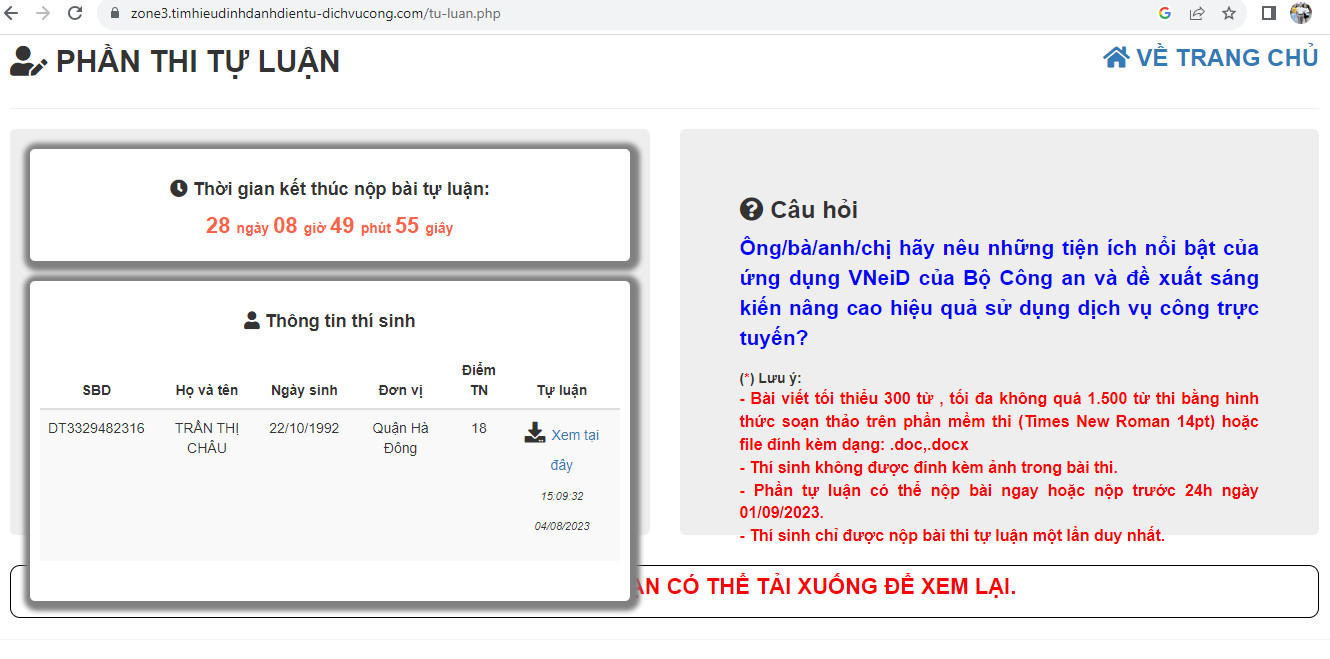 zone3.timhieudinhdanhdientu-dichvucong.com/tu-luan.php
PHẦN THI TỰ LUẬN
VỀ TRANG CHỦ
Thời gian kết thúc nộp bài tự luận:
28 ngày 08 giờ 49 phút 55 giây
Thông tin thí sinh
SBD Họ và tên Ngày sinh Đơn vị Điểm TN Tự luận
DT3329482316 TRẦN THỊ CHÂU 22/10/1992 Quận Hà Đông 18 Xem tại đây
15:09:32
04/08/2023
Câu hỏi
Ông/bà/anh/chị hãy nêu những tiện ích nổi bật của
ứng dụng VNeiD của Bộ Công an và đề xuất sáng
kiến nâng cao hiệu quả sử dụng dịch vụ công trực
tuyến?
(*) Lưu ý:
- Bài viết tối thiểu 300 từ , tối đa không quá 1.500 từ thi bằng hình
thức soạn thảo trên phần mềm thi (Times New Roman 14pt) hoặc
file đính kèm dạng: .doc,.docx
- Thí sinh không được đính kèm ảnh trong bài thi.
- Phần tự luận có thể nộp bài ngay hoặc nộp trước 24h ngày
01/09/2023.
- Thí sinh chỉ được nộp bài thi tự luận một lần duy nhất.
CÓ THỂ TẢI XUỐNG ĐỂ XEM LẠI.